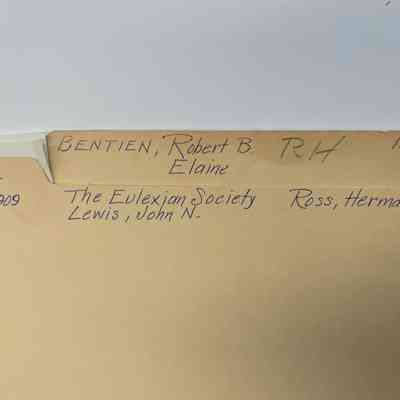 BENTIEN, Robert B. RH
Elaine
909 The Eulexian Society Ross, Herma
Lewis, John N.